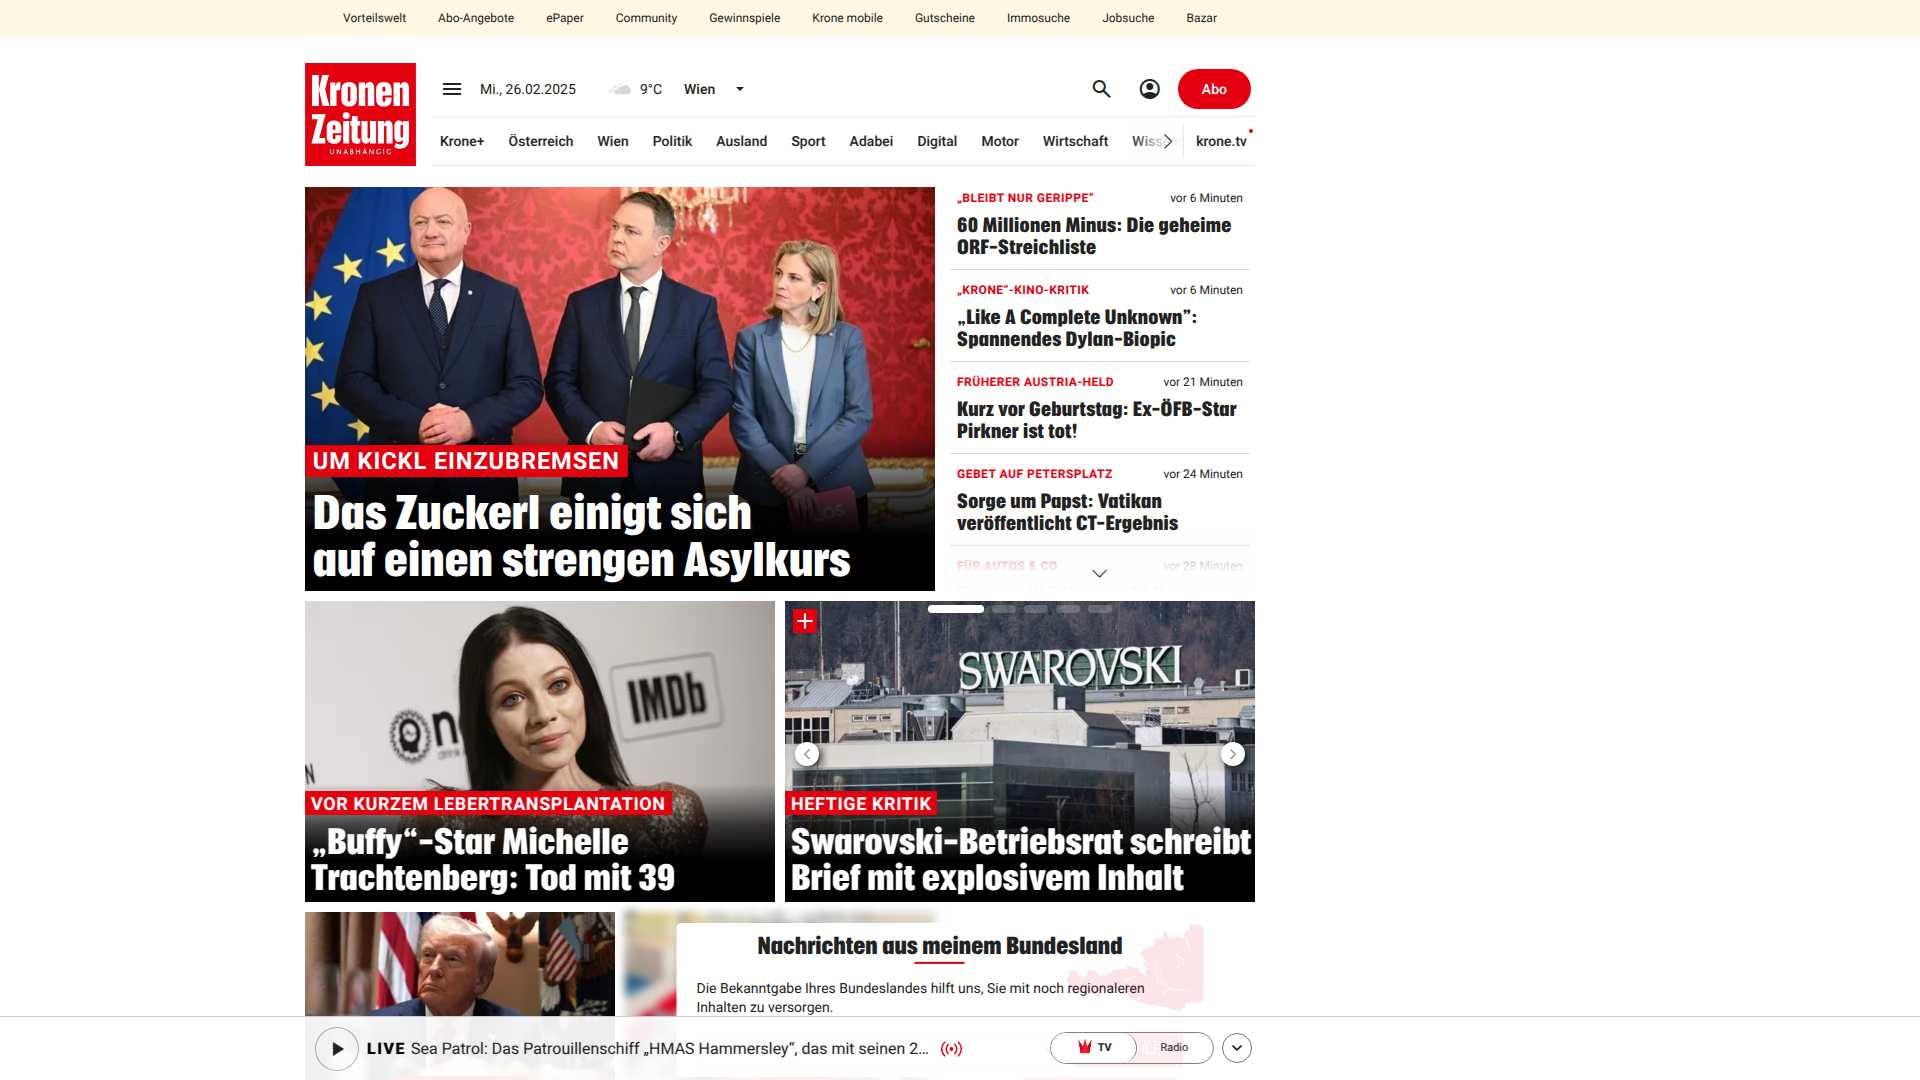 Vorteilswelt Abo-Angebote ePaper Community Gewinnspiele Krone mobile Gutscheine Immosuche Jobsuche Bazar
Kronen
Zeitung
UNABHÄNGIG
Mi., 26.02.2025 9°C Wien Abo
Krone+ Österreich Wien Politik Ausland Sport Adabei Digital Motor Wirtschaft krone.tv
UM KICKL EINZUBREMSEN
Das Zuckerl einigt sich
auf einen strengen Asylkurs
„BLEIBT NUR GERIPPE“ vor 6 Minuten
60 Millionen Minus: Die geheime
ORF-Streichliste
„KRONE“-KINO-KRITIK vor 6 Minuten
„Like A Complete Unknown“:
Spannendes Dylan-Biopic
FRÜHERER AUSTRIA-HELD vor 21 Minuten
Kurz vor Geburtstag: Ex-ÖFB-Star
Pirkner ist tot!
GEBET AUF PETERSPLATZ vor 24 Minuten
Sorge um Papst: Vatikan
veröffentlicht CT-Ergebnis
FÜR AUTOS & CO vor 28 Minuten
IMDb
VOR KURZEM LEBERTRANSPLANTATION
„Buffy“-Star Michelle
Trachtenberg: Tod mit 39
SWAROVSKI
HEFTIGE KRITIK
Swarovski-Betriebsrat schreibt
Brief mit explosivem Inhalt
Nachrichten aus meinem Bundesland
Die Bekanntgabe Ihres Bundeslandes hilft uns, Sie mit noch regionaleren
Inhalten zu versorgen.
LIVE Sea Patrol: Das Patrouillenschiff „HMAS Hammersley“, das mit seinen 2... TV Radio